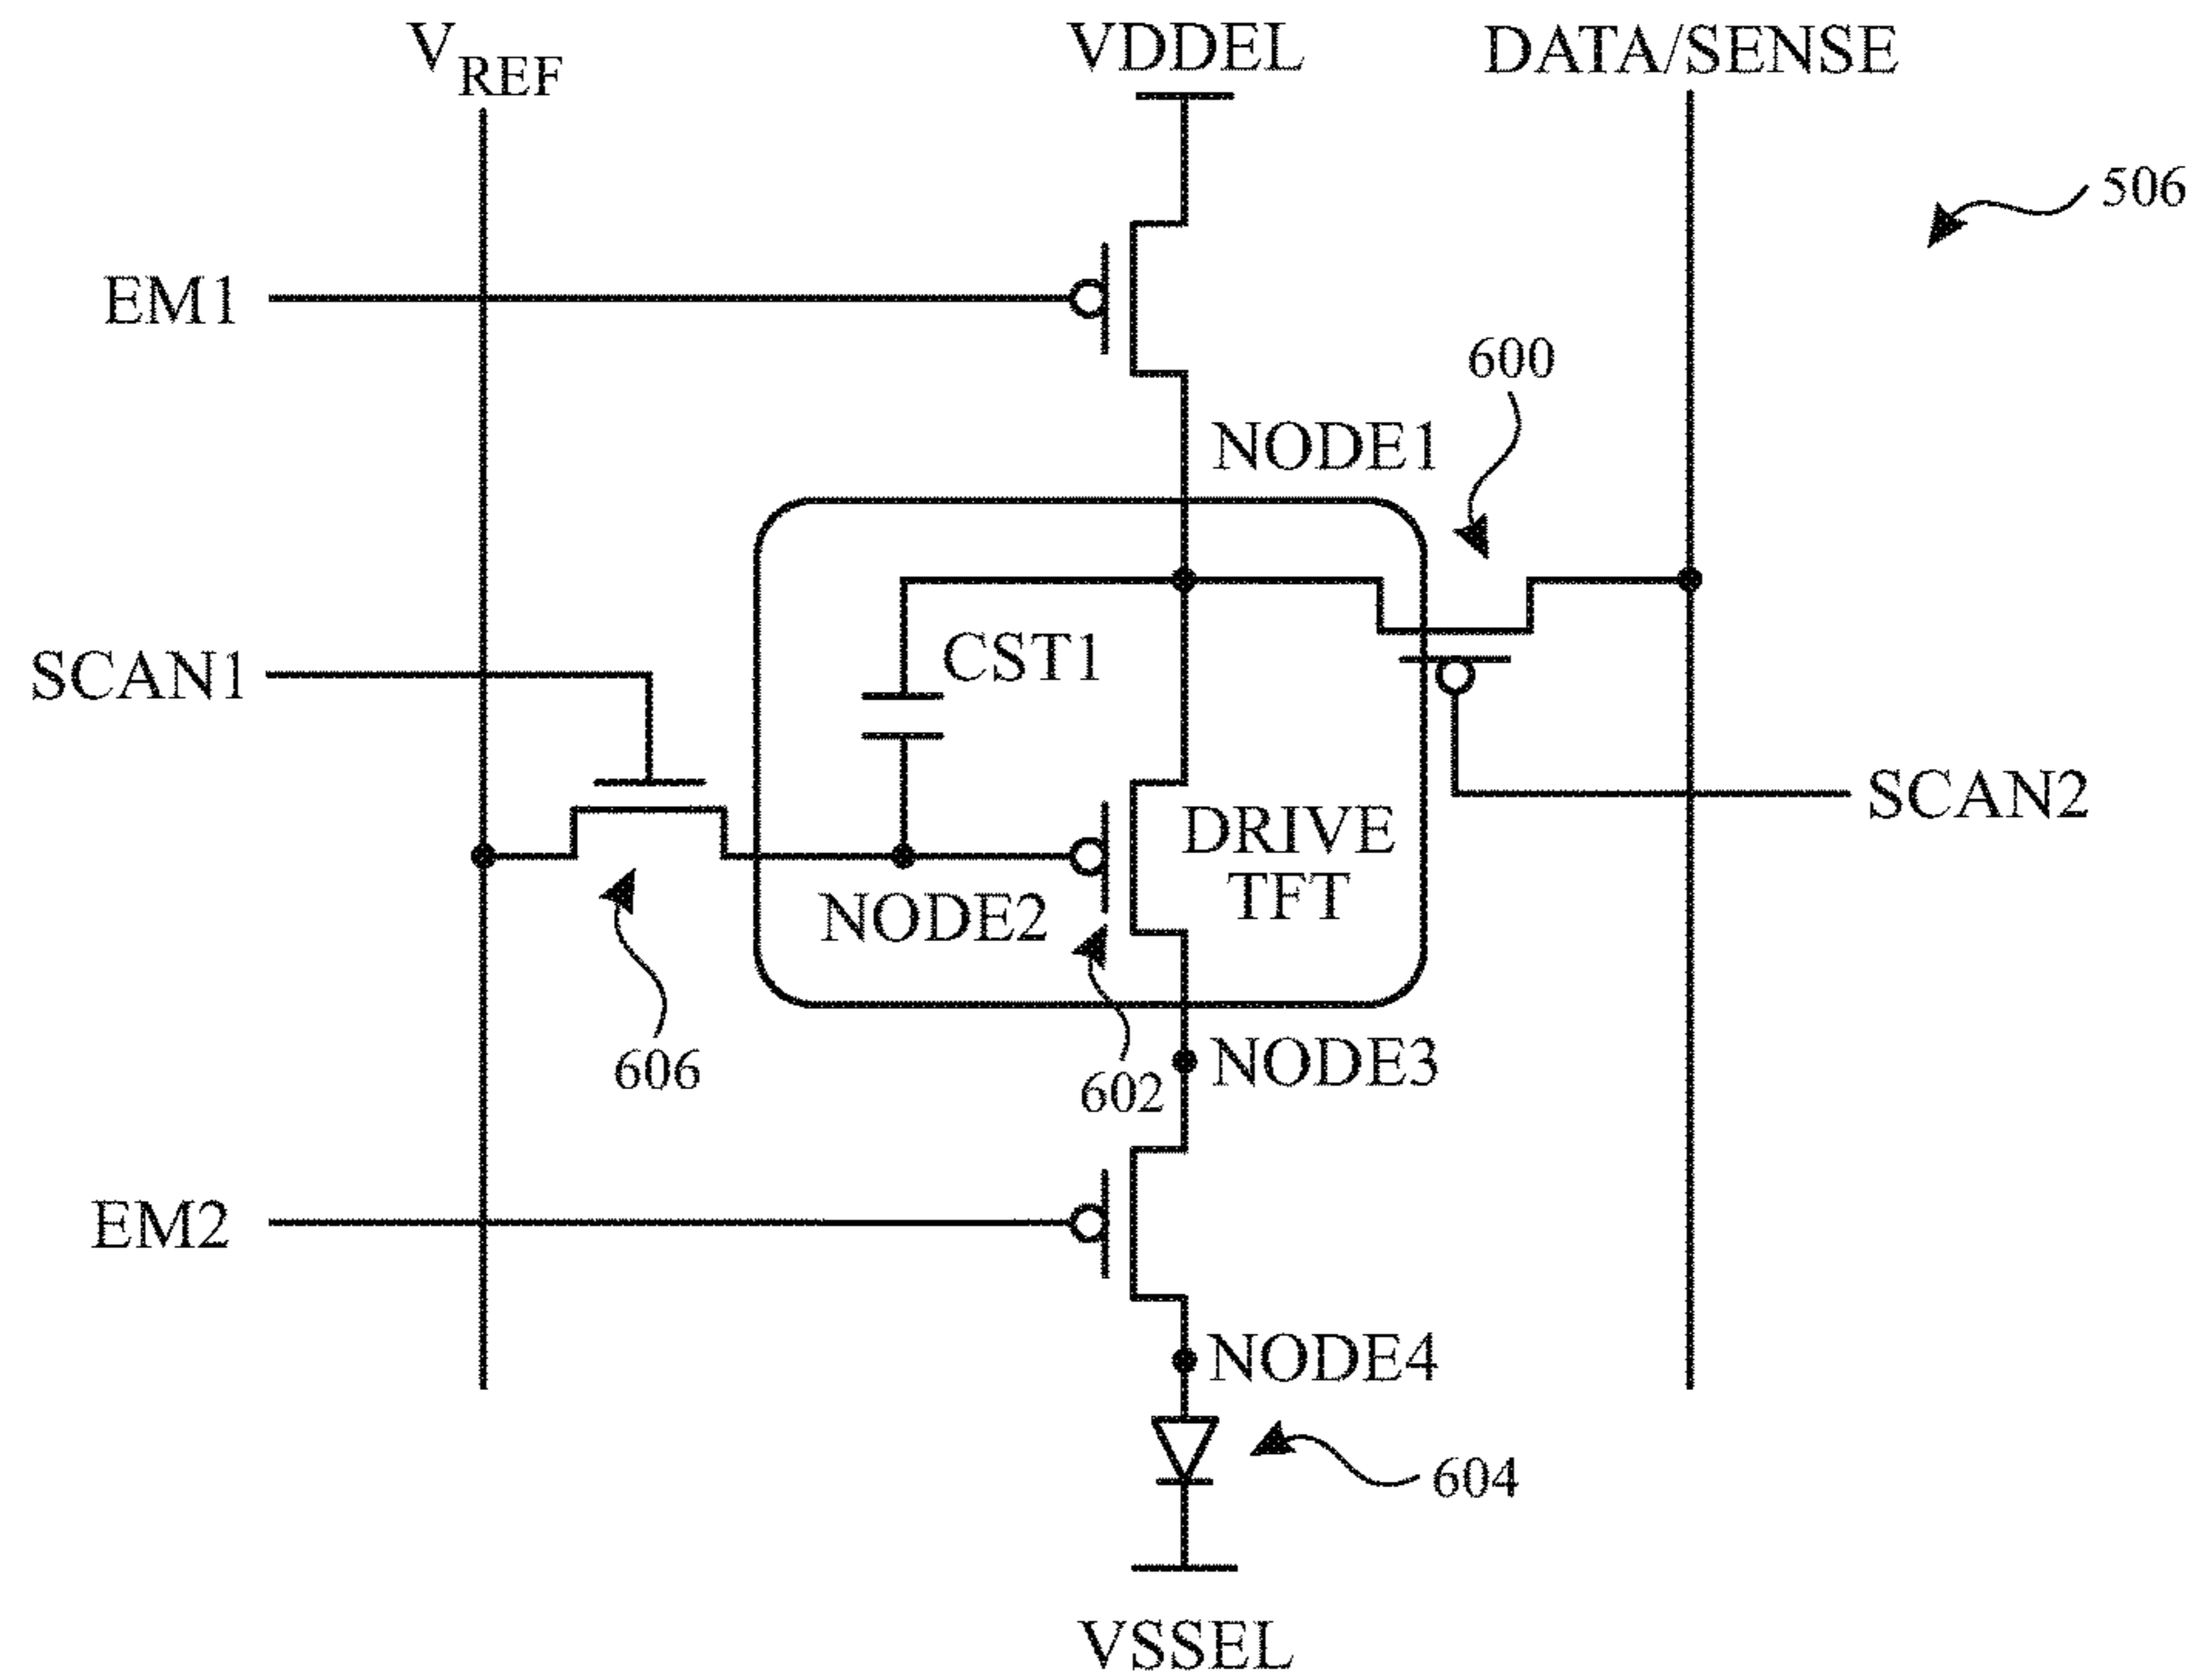 VREF
VDDEL
DATA/SENSE
506
EM1
600
NODE1
SCAN1
CST1
SCAN2
DRIVE
TFT
NODE2
606
602
NODE3
EM2
NODE4
604
VSSEL